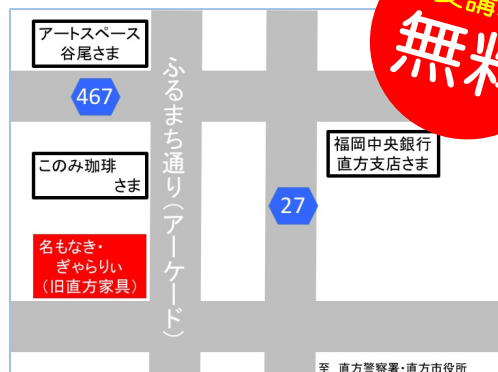 アートスペース
谷尾さま
467
ふるまち通り（アーケード）
無料
このみ珈琲
さま
福岡中央銀行
直方支店さま
27
名もなき・
ぎゃらりぃ
（旧直方家具）
至 直方警察署・直方市役所